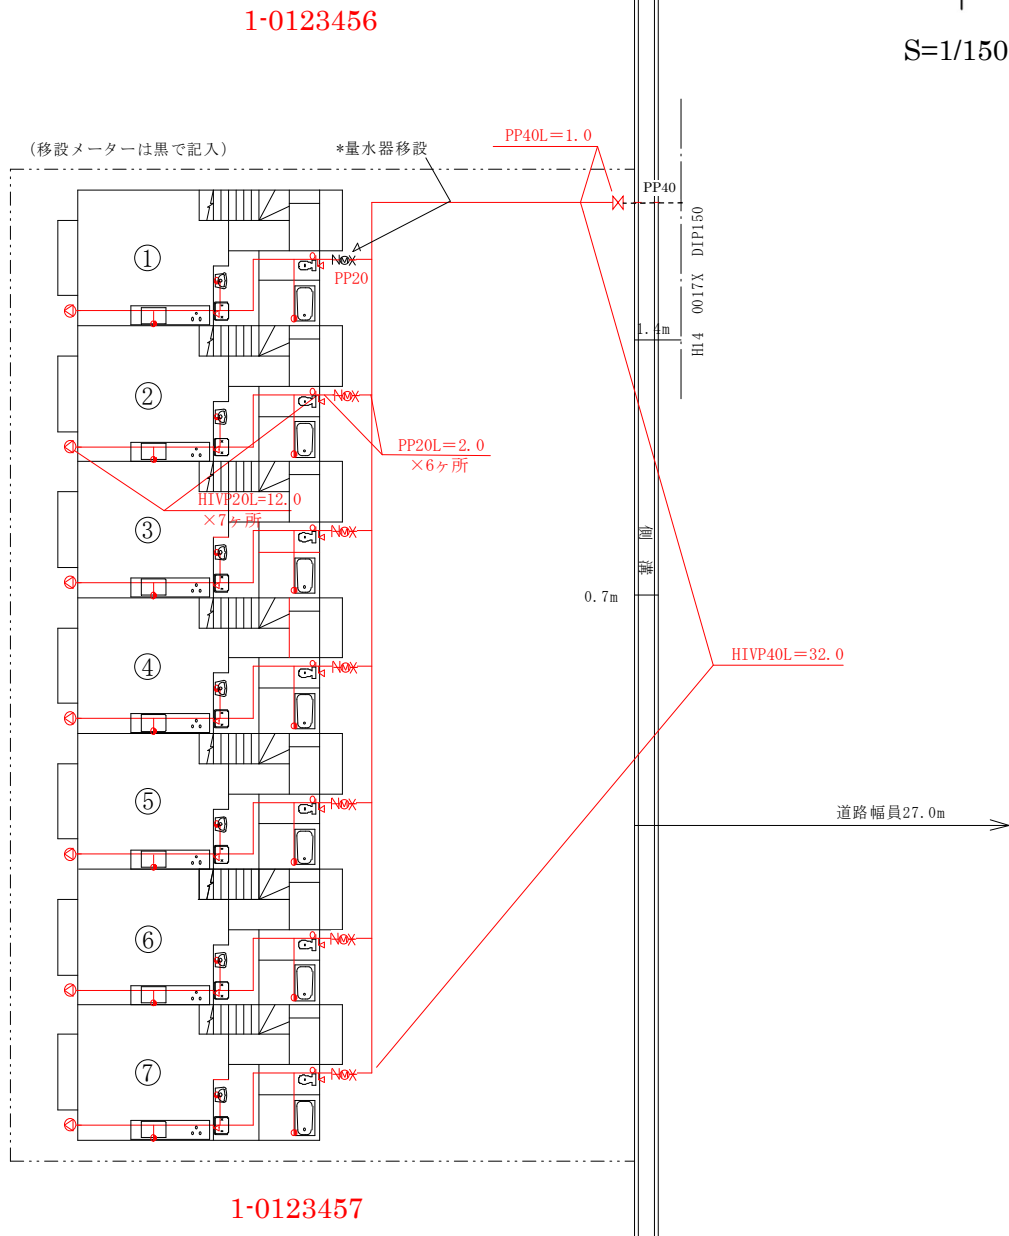 1-0123456
S=1/150
PP40L=1.0
(移設メーターは黒で記入)
*量水器移設
PP40
H14 0017X DIP150
①
PP20
1.4m
②
PP20L=2.0
×6ヶ所
HIVP20L=12.0
×7ヶ所
③
側溝
0.7m
④
HIVP40L=32.0
⑤
道路幅員27.0m
⑥
⑦
1-0123457